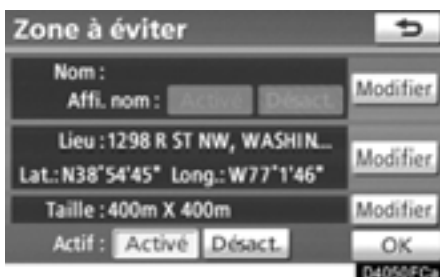 Zone à éviter
Nom :
Affi. nom : Activé Désact. Modifier
Lieu : 1298 R ST NW, WASHIN...
Lat.: N38°54'45" Long.: W77°1'46" Modifier
Taille : 400m X 400m Modifier
Actif : Activé Désact. OK
D4050FC